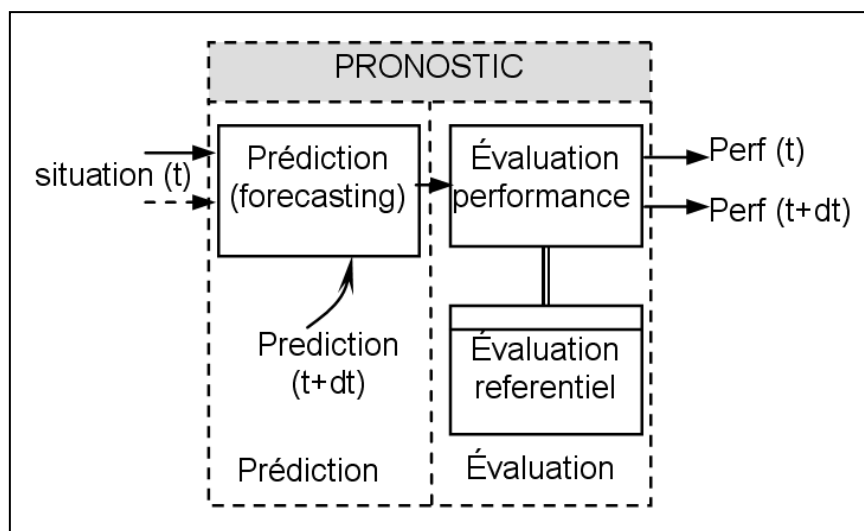 PRONOSTIC
situation (t)
Prédiction
(forecasting)
Évaluation
performance
Perf (t)
Perf (t+dt)
Prediction
(t+dt)
Évaluation
referentiel
Prédiction
Évaluation